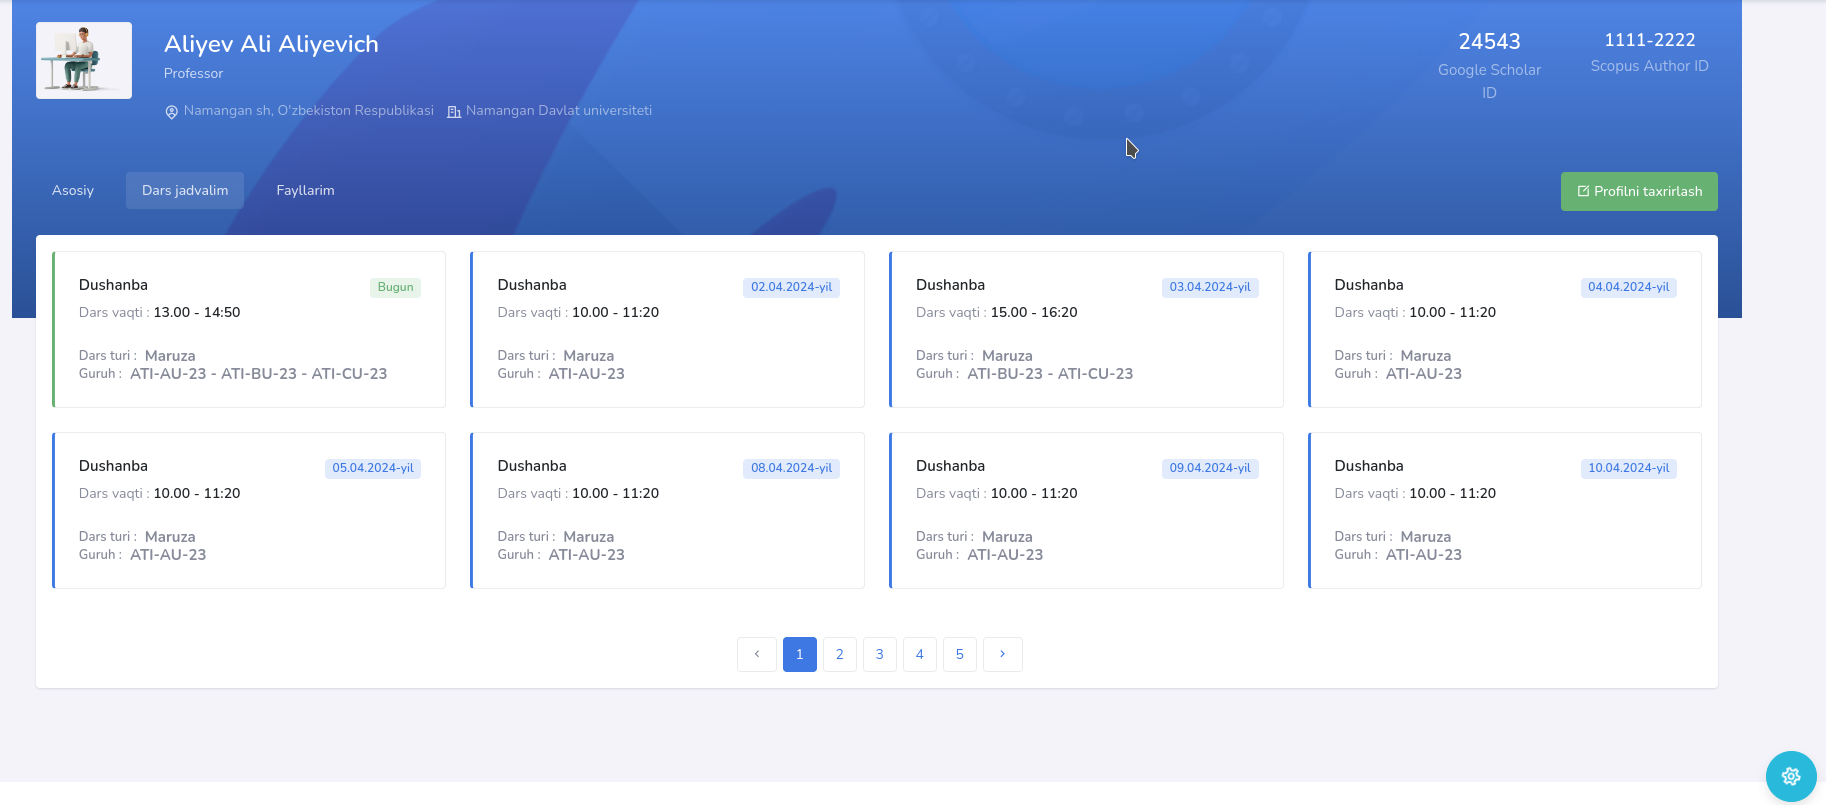 Aliyev Ali Aliyevich
Professor
Namangan sh, O'zbekiston Respublikasi Namangan Davlat universiteti
24543
Google Scholar
ID
1111-2222
Scopus Author ID
Asosiy Dars jadvalim Fayllarim
Profilni taxrirlash
Dushanba Bugun
Dars vaqti : 13.00 - 14:50
Dars turi : Maruza
Guruh : ATI-AU-23 - ATI-BU-23 - ATI-CU-23
Dushanba 02.04.2024-yil
Dars vaqti : 10.00 - 11:20
Dars turi : Maruza
Guruh : ATI-AU-23
Dushanba 03.04.2024-yil
Dars vaqti : 15.00 - 16:20
Dars turi : Maruza
Guruh : ATI-BU-23 - ATI-CU-23
Dushanba 04.04.2024-yil
Dars vaqti : 10.00 - 11:20
Dars turi : Maruza
Guruh : ATI-AU-23
Dushanba 05.04.2024-yil
Dars vaqti : 10.00 - 11:20
Dars turi : Maruza
Guruh : ATI-AU-23
Dushanba 08.04.2024-yil
Dars vaqti : 10.00 - 11:20
Dars turi : Maruza
Guruh : ATI-AU-23
Dushanba 09.04.2024-yil
Dars vaqti : 10.00 - 11:20
Dars turi : Maruza
Guruh : ATI-AU-23
Dushanba 10.04.2024-yil
Dars vaqti : 10.00 - 11:20
Dars turi : Maruza
Guruh : ATI-AU-23
‹ 1 2 3 4 5 ›